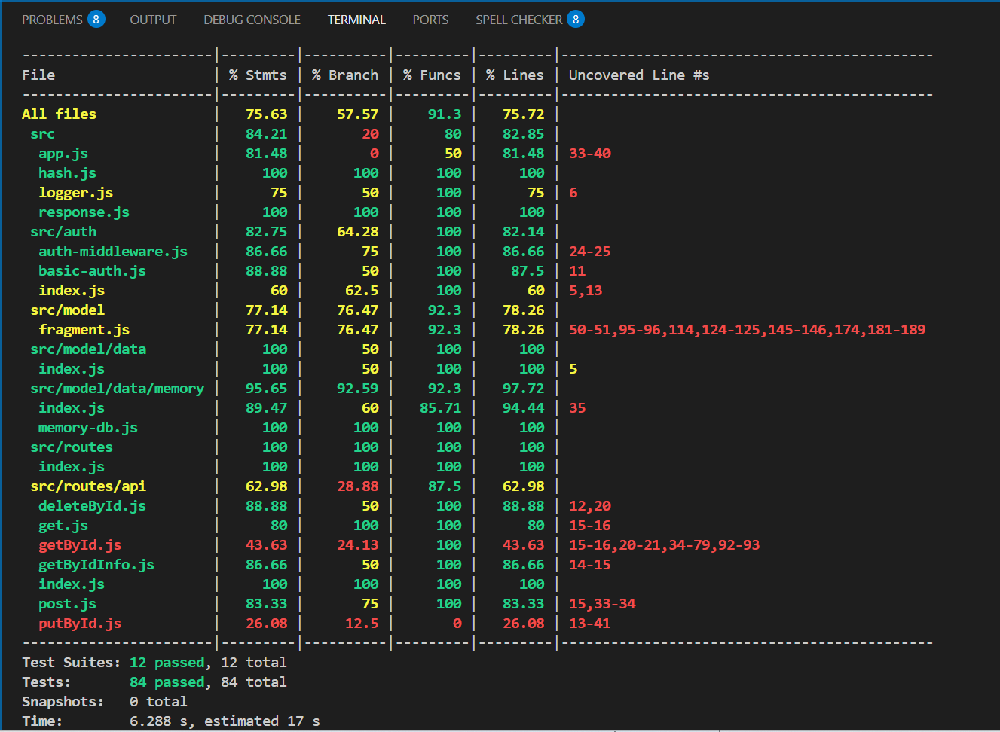 PROBLEMS 8 OUTPUT DEBUG CONSOLE TERMINAL PORTS SPELL CHECKER 8
-----------------------|---------|----------|---------|---------|---------------------------------------------
File                   | % Stmts | % Branch | % Funcs | % Lines | Uncovered Line #s
-----------------------|---------|----------|---------|---------|---------------------------------------------
All files              |   75.63 |    57.57 |    91.3 |   75.72 |
 src                   |   84.21 |       20 |      80 |   82.85 |
  app.js               |   81.48 |        0 |      50 |   81.48 | 33-40
  hash.js              |     100 |      100 |     100 |     100 |
  logger.js            |      75 |       50 |     100 |      75 | 6
  response.js          |     100 |      100 |     100 |     100 |
 src/auth              |   82.75 |    64.28 |     100 |   82.14 |
  auth-middleware.js   |   86.66 |       75 |     100 |   86.66 | 24-25
  basic-auth.js        |   88.88 |       50 |     100 |    87.5 | 11
  index.js             |      60 |     62.5 |     100 |      60 | 5,13
 src/model             |   77.14 |    76.47 |    92.3 |   78.26 |
  fragment.js          |   77.14 |    76.47 |    92.3 |   78.26 | 50-51,95-96,114,124-125,145-146,174,181-189
 src/model/data        |     100 |       50 |     100 |     100 |
  index.js             |     100 |       50 |     100 |     100 | 5
 src/model/data/memory |   95.65 |    92.59 |    92.3 |   97.72 |
  index.js             |   89.47 |       60 |   85.71 |   94.44 | 35
  memory-db.js         |     100 |      100 |     100 |     100 |
 src/routes            |     100 |      100 |     100 |     100 |
  index.js             |     100 |      100 |     100 |     100 |
 src/routes/api        |   62.98 |    28.88 |    87.5 |   62.98 |
  deleteById.js        |   88.88 |       50 |     100 |   88.88 | 12,20
  get.js               |      80 |      100 |     100 |      80 | 15-16
  getById.js           |   43.63 |    24.13 |     100 |   43.63 | 15-16,20-21,34-79,92-93
  getByIdInfo.js       |   86.66 |       50 |     100 |   86.66 | 14-15
  index.js             |     100 |      100 |     100 |     100 |
  post.js              |   83.33 |       75 |     100 |   83.33 | 15,33-34
  putById.js           |   26.08 |     12.5 |       0 |   26.08 | 13-41
-----------------------|---------|----------|---------|---------|---------------------------------------------
Test Suites: 12 passed, 12 total
Tests:       84 passed, 84 total
Snapshots:   0 total
Time:        6.288 s, estimated 17 s